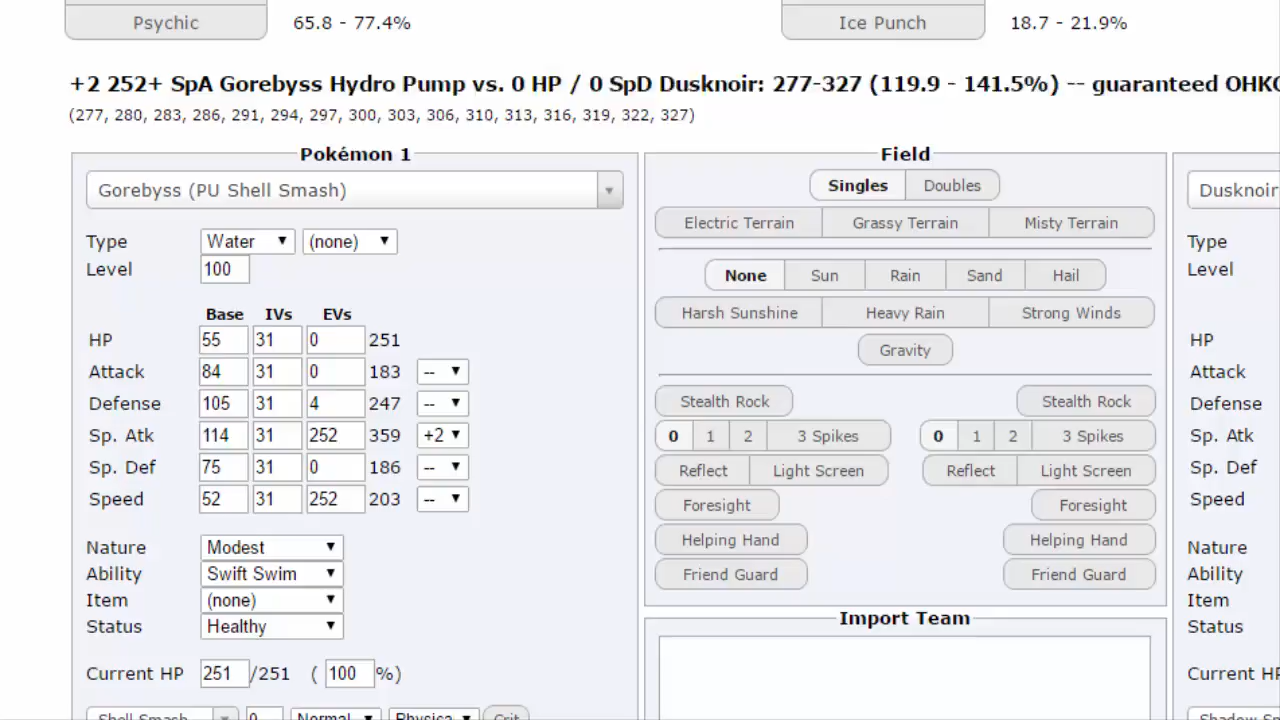 Psychic 65.8 - 77.4% Ice Punch 18.7 - 21.9%
+2 252+ SpA Gorebyss Hydro Pump vs. 0 HP / 0 SpD Dusknoir: 277-327 (119.9 - 141.5%) -- guaranteed OHKO
(277, 280, 283, 286, 291, 294, 297, 300, 303, 306, 310, 313, 316, 319, 322, 327)
Pokémon 1
Gorebyss (PU Shell Smash)
Type Water (none)
Level 100
Base IVs EVs
HP 55 31 0 251
Attack 84 31 0 183 --
Defense 105 31 4 247 --
Sp. Atk 114 31 252 359 +2
Sp. Def 75 31 0 186 --
Speed 52 31 252 203 --
Nature Modest
Ability Swift Swim
Item (none)
Status Healthy
Current HP 251 /251 ( 100 %)
Shell Smash 0 Normal Physica Crit
Field
Singles Doubles
Electric Terrain Grassy Terrain Misty Terrain
None Sun Rain Sand Hail
Harsh Sunshine Heavy Rain Strong Winds
Gravity
Stealth Rock Stealth Rock
0 1 2 3 Spikes 0 1 2 3 Spikes
Reflect Light Screen Reflect Light Screen
Foresight Foresight
Helping Hand Helping Hand
Friend Guard Friend Guard
Import Team
Dusknoir
Type
Level
HP
Attack
Defense
Sp. Atk
Sp. Def
Speed
Nature
Ability
Item
Status
Current HP